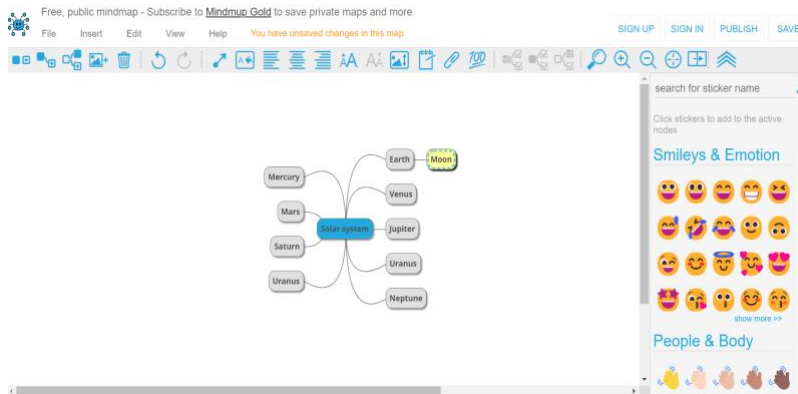 Free, public mindmap - Subscribe to Mindmup Gold to save private maps and more
File Insert Edit View Help You have unsaved changes in this map
SIGN UP SIGN IN PUBLISH SAVE
search for sticker name
Click stickers to add to the active
nodes
Smileys & Emotion
show more >>
People & Body
Mercury
Mars
Saturn
Uranus
Solar system
Earth
Moon
Venus
Jupiter
Uranus
Neptune